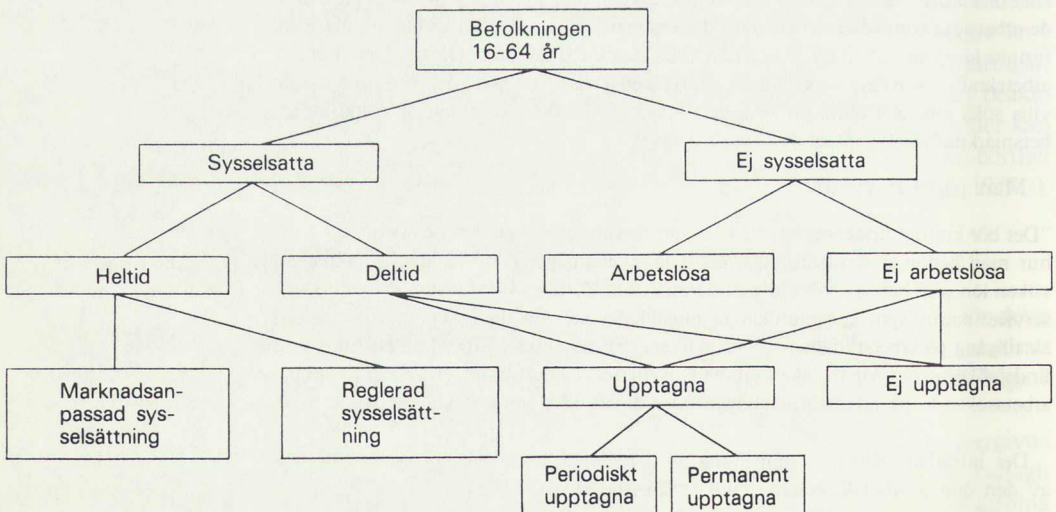 Befolkningen
16-64 år
Sysselsatta
Ej sysselsatta
Heltid
Deltid
Arbetslösa
Ej arbetslösa
Marknadsan-
passad sys-
selsättning
Reglerad
sysselsätt-
ning
Upptagna
Ej upptagna
Periodiskt
upptagna
Permanent
upptagna